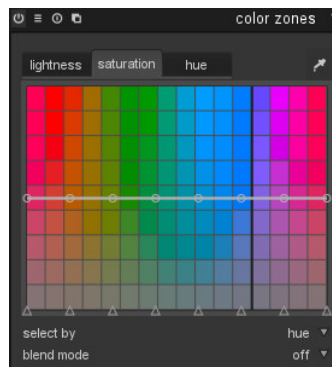 color zones
lightness saturation hue
select by hue
blend mode off